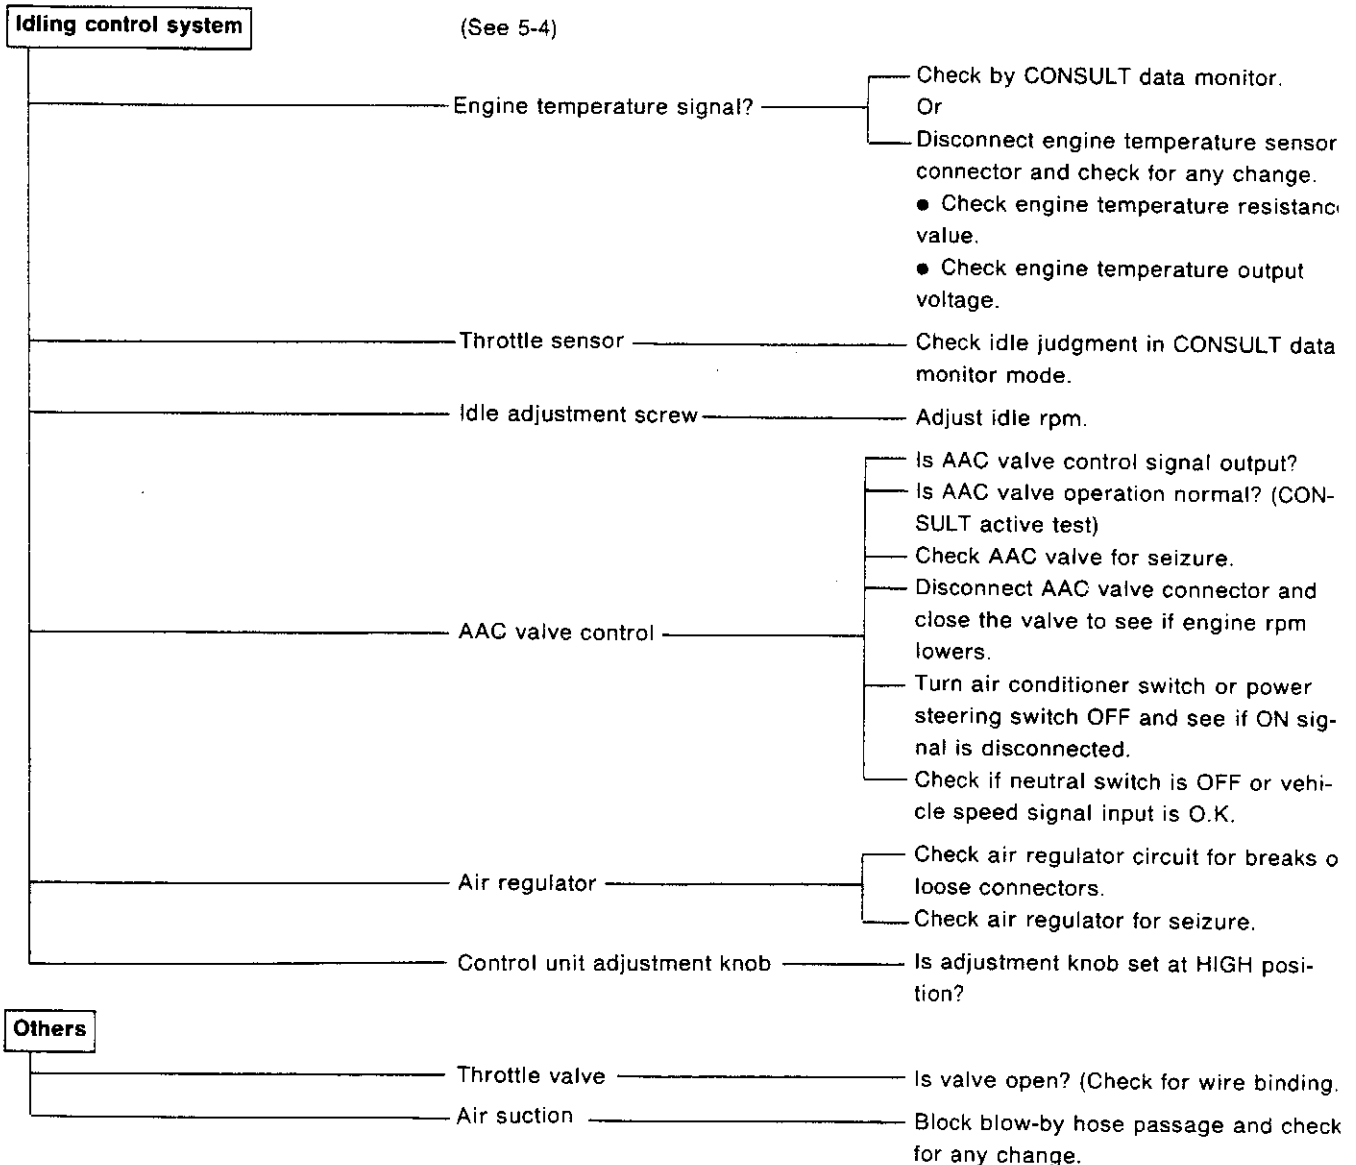 Idling control system
(See 5-4)
Engine temperature signal?
Check by CONSULT data monitor.
Or
Disconnect engine temperature sensor
connector and check for any change.
● Check engine temperature resistanc
value.
● Check engine temperature output
voltage.
Throttle sensor
Check idle judgment in CONSULT data
monitor mode.
Idle adjustment screw
Adjust idle rpm.
AAC valve control
Is AAC valve control signal output?
Is AAC valve operation normal? (CON-
SULT active test)
Check AAC valve for seizure.
Disconnect AAC valve connector and
close the valve to see if engine rpm
lowers.
Turn air conditioner switch or power
steering switch OFF and see if ON sig-
nal is disconnected.
Check if neutral switch is OFF or vehi-
cle speed signal input is O.K.
Air regulator
Check air regulator circuit for breaks o
loose connectors.
Check air regulator for seizure.
Control unit adjustment knob
Is adjustment knob set at HIGH posi-
tion?
Others
Throttle valve
Is valve open? (Check for wire binding.
Air suction
Block blow-by hose passage and check
for any change.